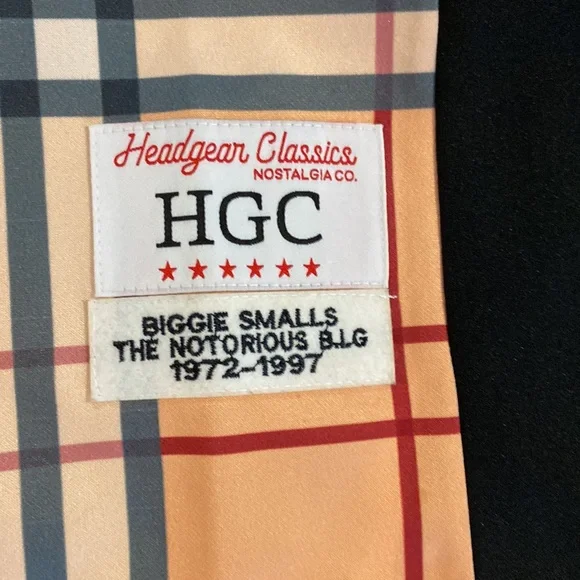 Headgear Classics
NOSTALGIA CO.
HGC
BIGGIE SMALLS
THE NOTORIOUS B.I.G
1972-1997